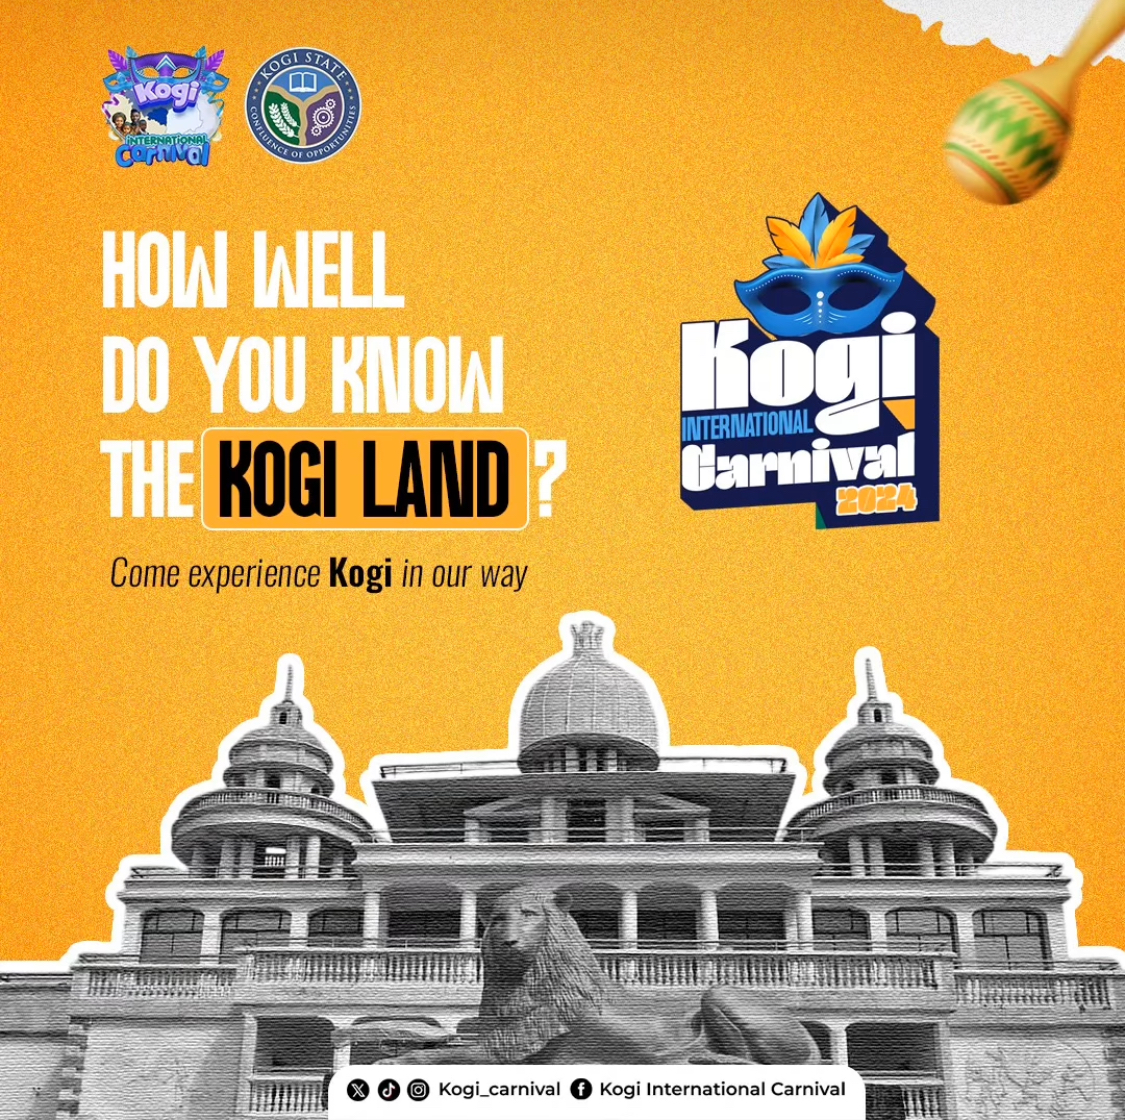 Kogi
INTERNATIONAL
Carnival
KOGI STATE
CONFLUENCE OF OPPORTUNITIES
HOW WELL
DO YOU KNOW
THE KOGI LAND?
Come experience Kogi in our way
Kogi
INTERNATIONAL
Carnival
2024
Kogi_carnival Kogi International Carnival